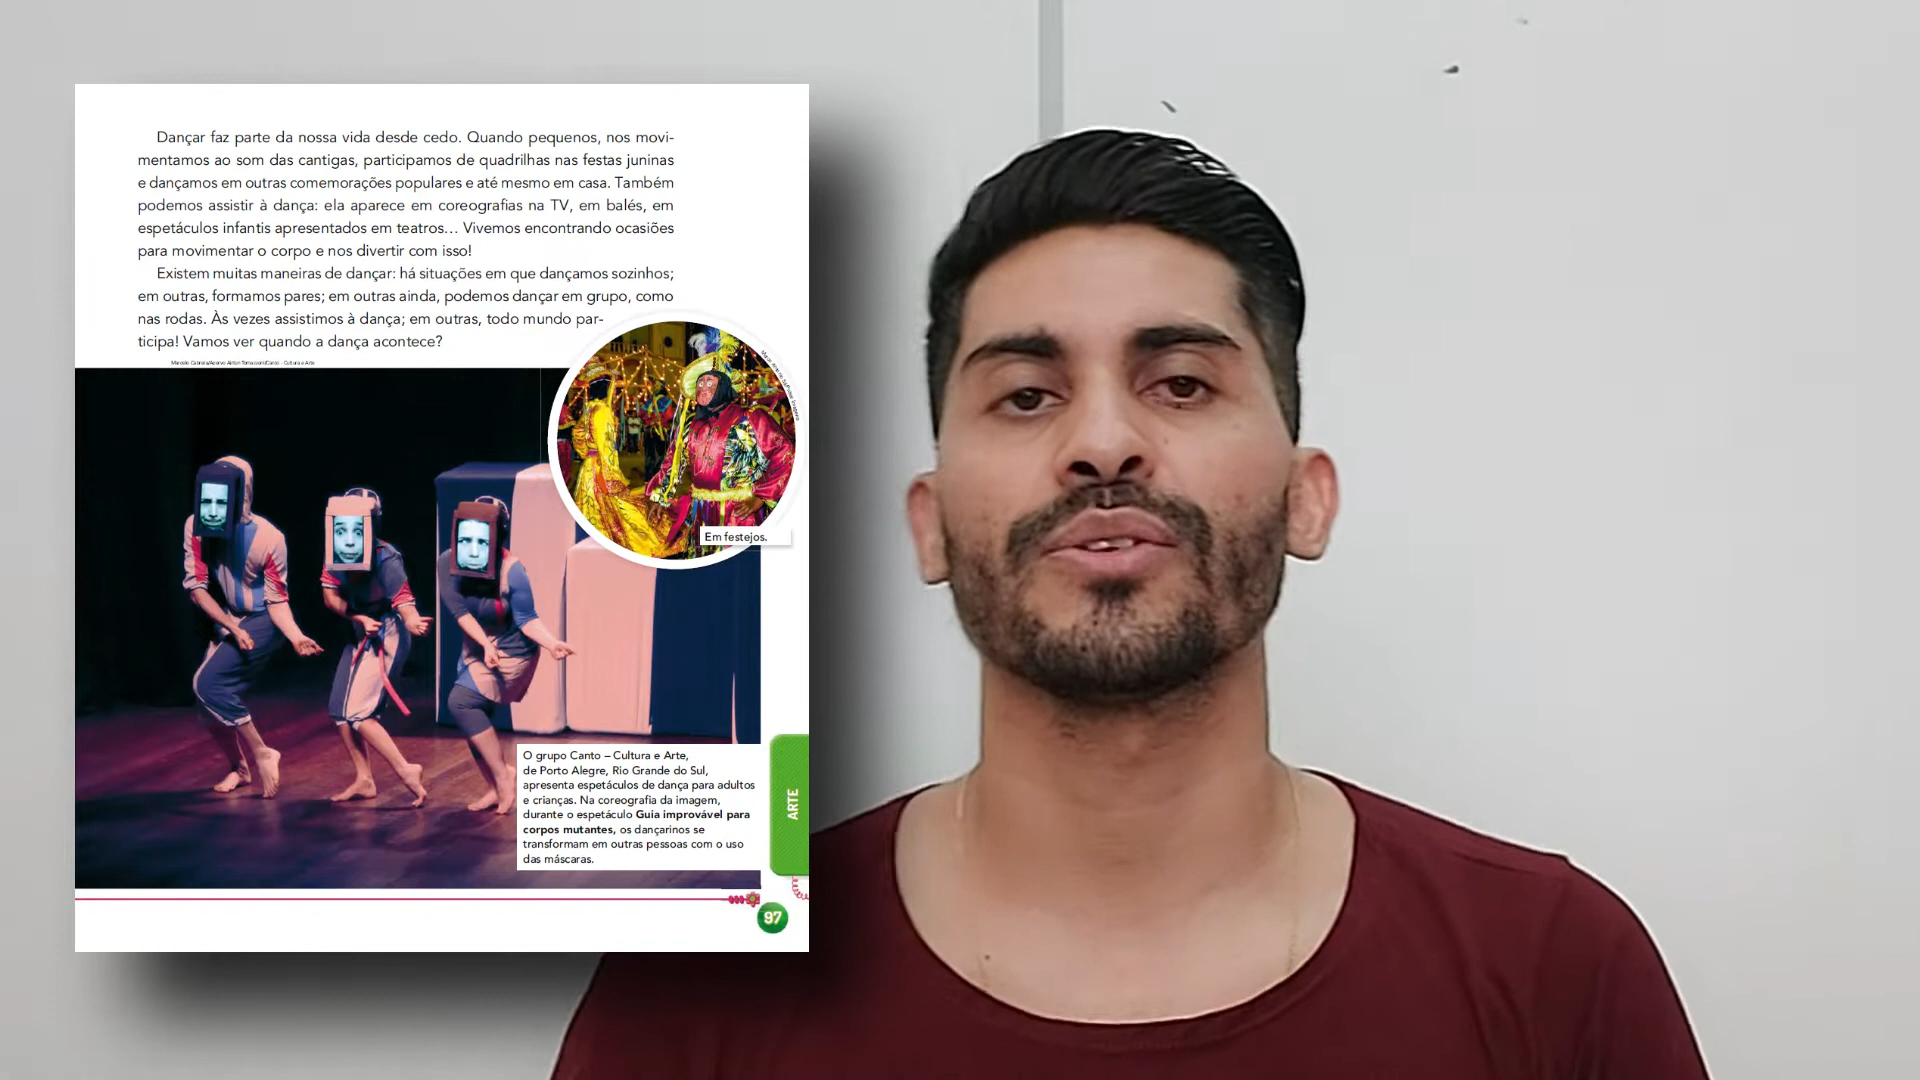 Dançar faz parte da nossa vida desde cedo. Quando pequenos, nos movi-
mentamos ao som das cantigas, participamos de quadrilhas nas festas juninas
e dançamos em outras comemorações populares e até mesmo em casa. Também
podemos assistir à dança: ela aparece em coreografias na TV, em balés, em
espetáculos infantis apresentados em teatros... Vivemos encontrando ocasiões
para movimentar o corpo e nos divertir com isso!
Existem muitas maneiras de dançar: há situações em que dançamos sozinhos;
em outras, formamos pares; em outras ainda, podemos dançar em grupo, como
nas rodas. Às vezes assistimos à dança; em outras, todo mundo par-
ticipa! Vamos ver quando a dança acontece?
Em festejos.
O grupo Canto – Cultura e Arte,
de Porto Alegre, Rio Grande do Sul,
apresenta espetáculos de dança para adultos
e crianças. Na coreografia da imagem,
durante o espetáculo Guia improvável para
corpos mutantes, os dançarinos se
transformam em outras pessoas com o uso
das máscaras.
ARTE
97